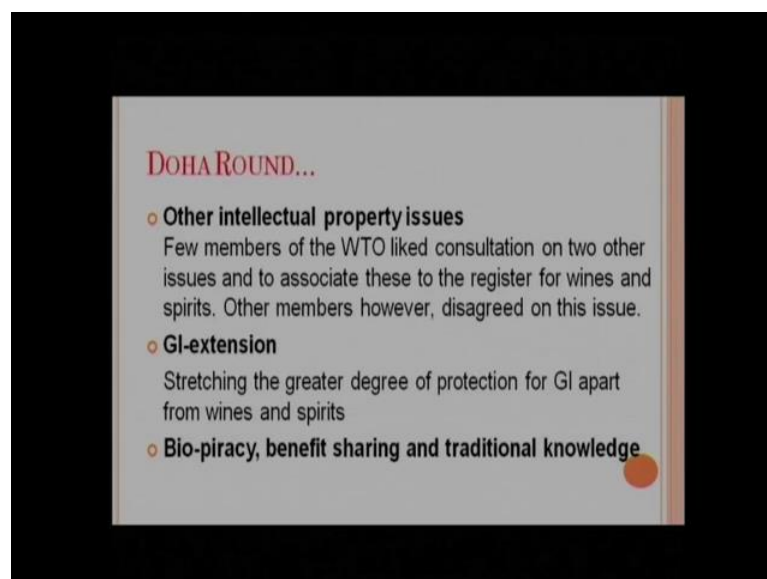 DOHA ROUND...
Other intellectual property issues
Few members of the WTO liked consultation on two other
issues and to associate these to the register for wines and
spirits. Other members however, disagreed on this issue.
GI-extension
Stretching the greater degree of protection for GI apart
from wines and spirits
Bio-piracy, benefit sharing and traditional knowledge